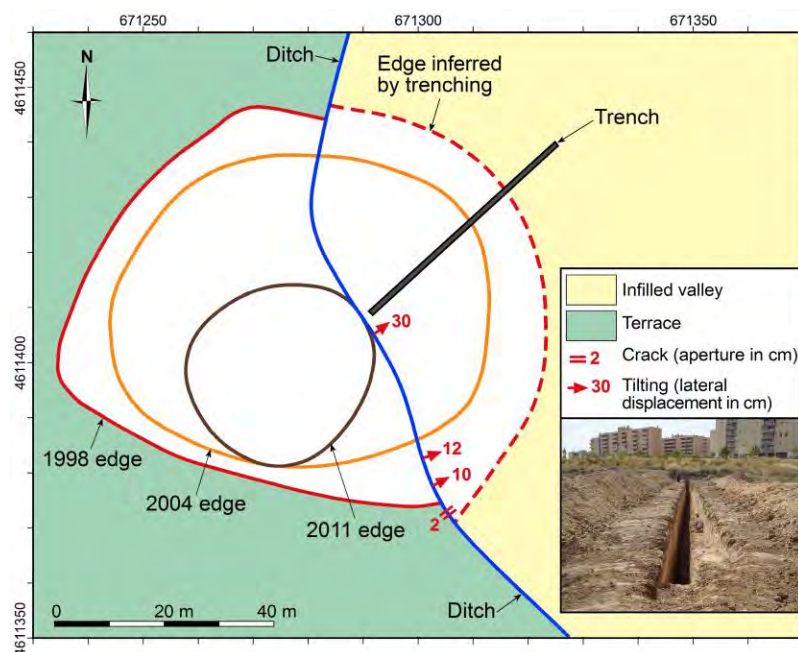 671250
671300
671350
4611450
4611400
4611350
N
Ditch
Edge inferred
by trenching
Trench
30
12
10
2
1998 edge
2004 edge
2011 edge
Ditch
0 20 m 40 m
Infilled valley
Terrace
2 Crack (aperture in cm)
30 Tilting (lateral
displacement in cm)